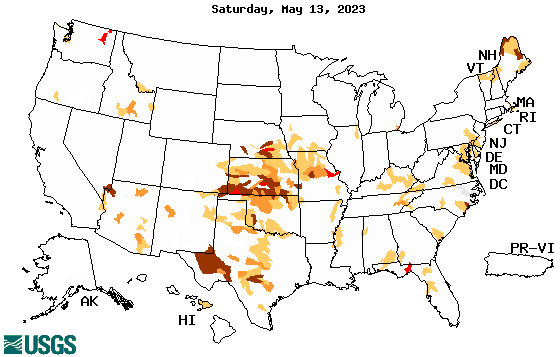 Saturday, May 13, 2023
NH
VT
MA
RI
CT
NJ
DE
MD
DC
PR-VI
AK
HI
USGS